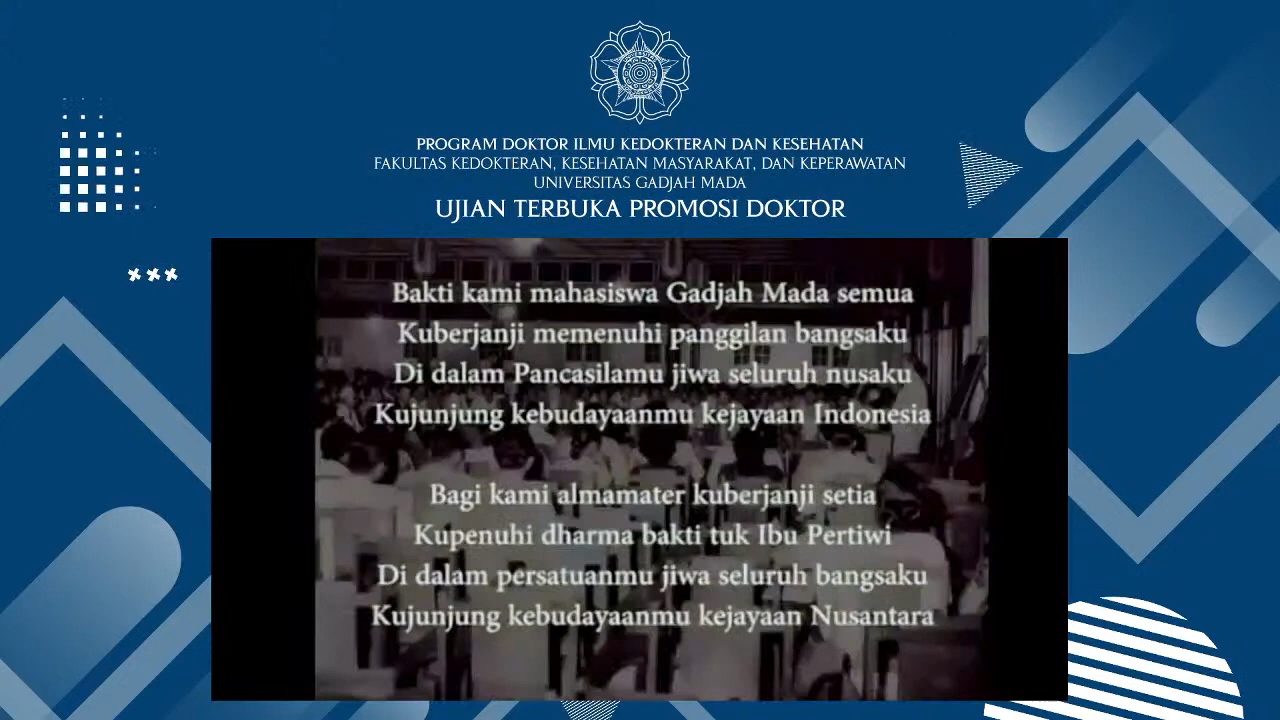 PROGRAM DOKTOR ILMU KEDOKTERAN DAN KESEHATAN
FAKULTAS KEDOKTERAN, KESEHATAN MASYARAKAT, DAN KEPERAWATAN
UNIVERSITAS GADJAH MADA
UJIAN TERBUKA PROMOSI DOKTOR
Bakti kami mahasiswa Gadjah Mada semua
Kuberjanji memenuhi panggilan bangsaku
Di dalam Pancasilamu jiwa seluruh nusaku
Kujunjung kebudayaanmu kejayaan Indonesia
Bagi kami almamater kuberjanji setia
Kupenuhi dharma bakti tuk Ibu Pertiwi
Di dalam persatuanmu jiwa seluruh bangsaku
Kujunjung kebudayaanmu kejayaan Nusantara